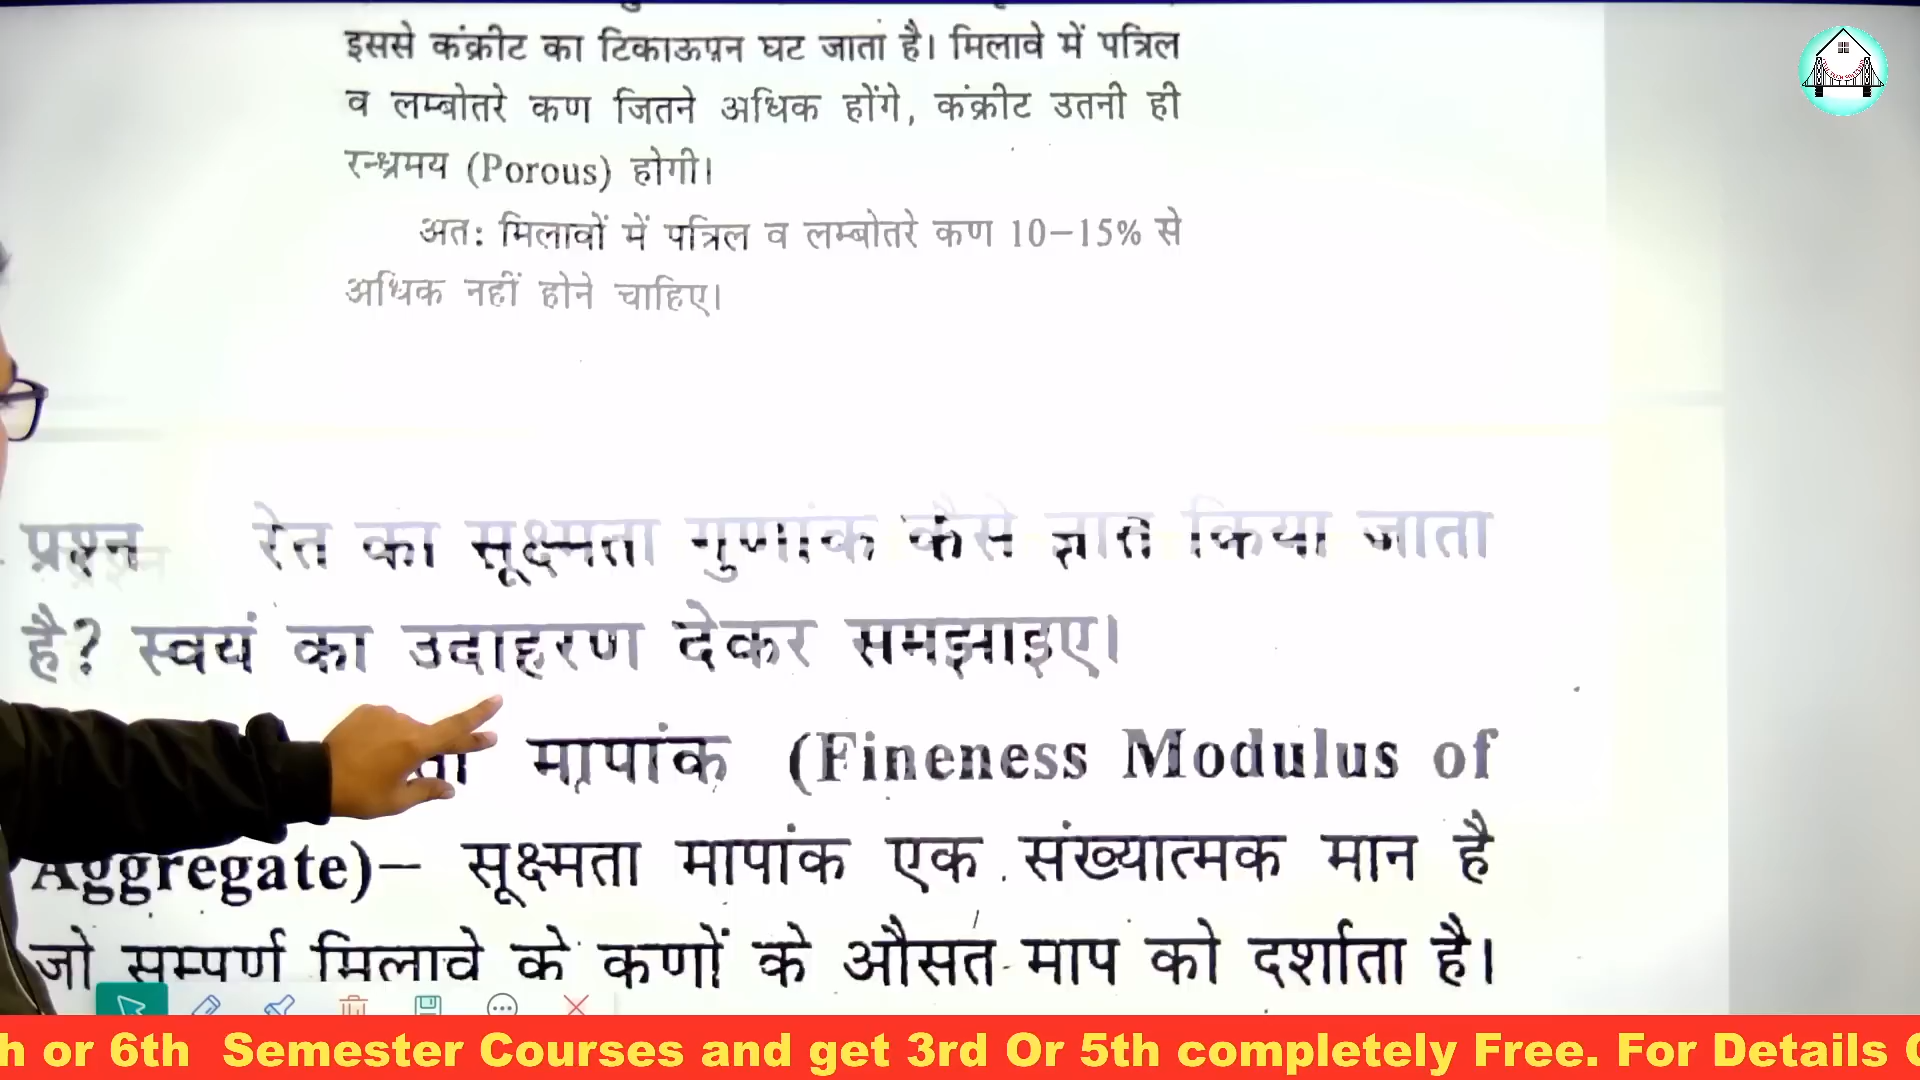 इससे कंक्रीट का टिकाऊपन घट जाता है। मिलावे में पत्रिल
व लम्बोतरे कण जितने अधिक होंगे, कंक्रीट उतनी ही
रन्ध्रमय (Porous) होगी।
अत: मिलावों में पत्रिल व लम्बोतरे कण 10–15% से
अधिक नहीं होने चाहिए।
प्रश्न रेत का सूक्ष्मता गुणांक कैसे ज्ञात किया जाता
है? स्वयं का उदाहरण देकर समझाइए।
मापांक (Fineness Modulus of
Aggregate)– सूक्ष्मता मापांक एक संख्यात्मक मान है
जो सम्पूर्ण मिलावे के कणों के औसत माप को दर्शाता है।
h or 6th Semester Courses and get 3rd Or 5th completely Free. For Details